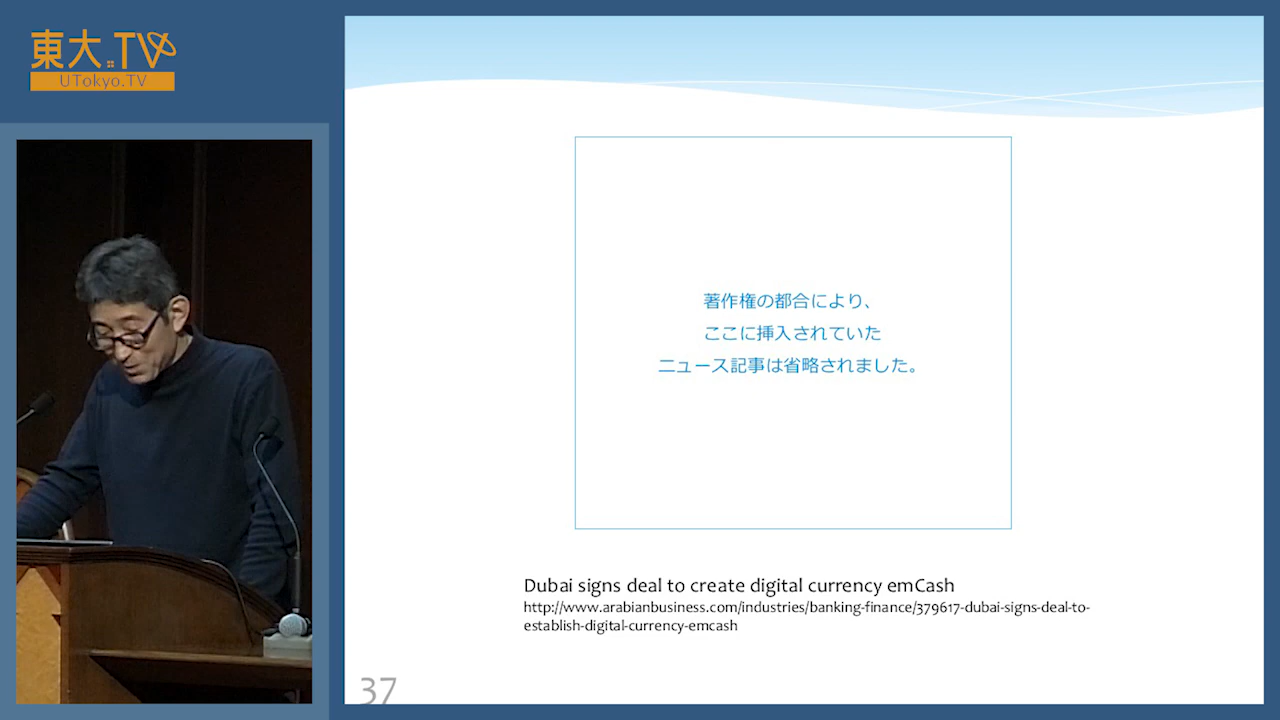 東大.TV
UTokyo.TV
著作権の都合により、
ここに挿入されていた
ニュース記事は省略されました。
Dubai signs deal to create digital currency emCash
http://www.arabianbusiness.com/industries/banking-finance/379617-dubai-signs-deal-to-
establish-digital-currency-emcash
37